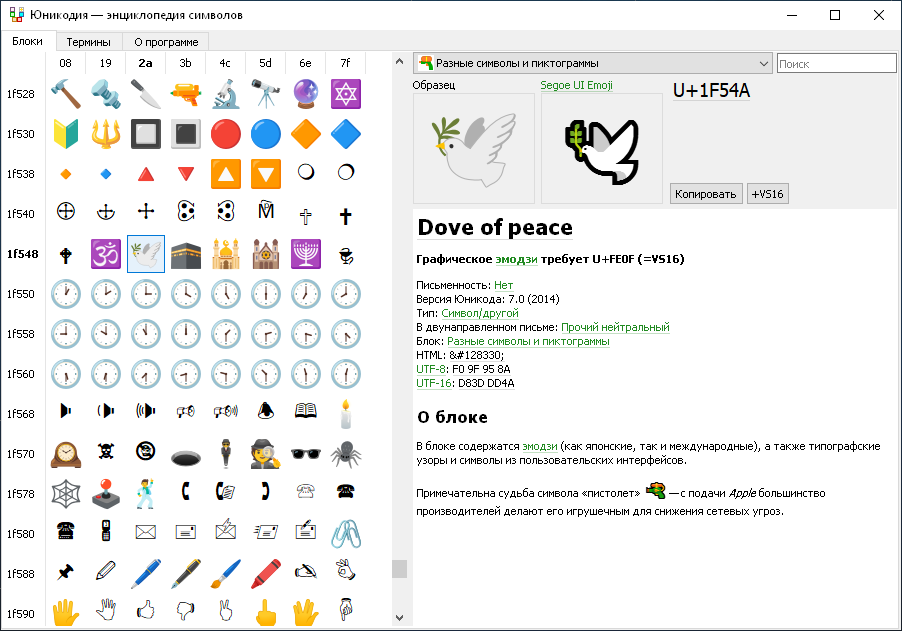 Юникодия — энциклопедия символов
Блоки Термины О программе
08 19 2a 3b 4c 5d 6e 7f
1f528
1f530
1f538
1f540
1f548
1f550
1f558
1f560
1f568
1f570
1f578
1f580
1f588
1f590
Разные символы и пиктограммы
Поиск
Образец
Segoe UI Emoji
U+1F54A
Копировать
+VS16
Dove of peace
Графическое эмодзи требует U+FE0F (=VS16)
Письменность: Нет
Версия Юникода: 7.0 (2014)
Тип: Символ/другой
В двунаправленном письме: Прочий нейтральный
Блок: Разные символы и пиктограммы
HTML: &#128330;
UTF-8: F0 9F 95 8A
UTF-16: D83D DD4A
О блоке
В блоке содержатся эмодзи (как японские, так и международные), а также типографские
узоры и символы из пользовательских интерфейсов.
Примечательна судьба символа «пистолет» — с подачи Apple большинство
производителей делают его игрушечным для снижения сетевых угроз.